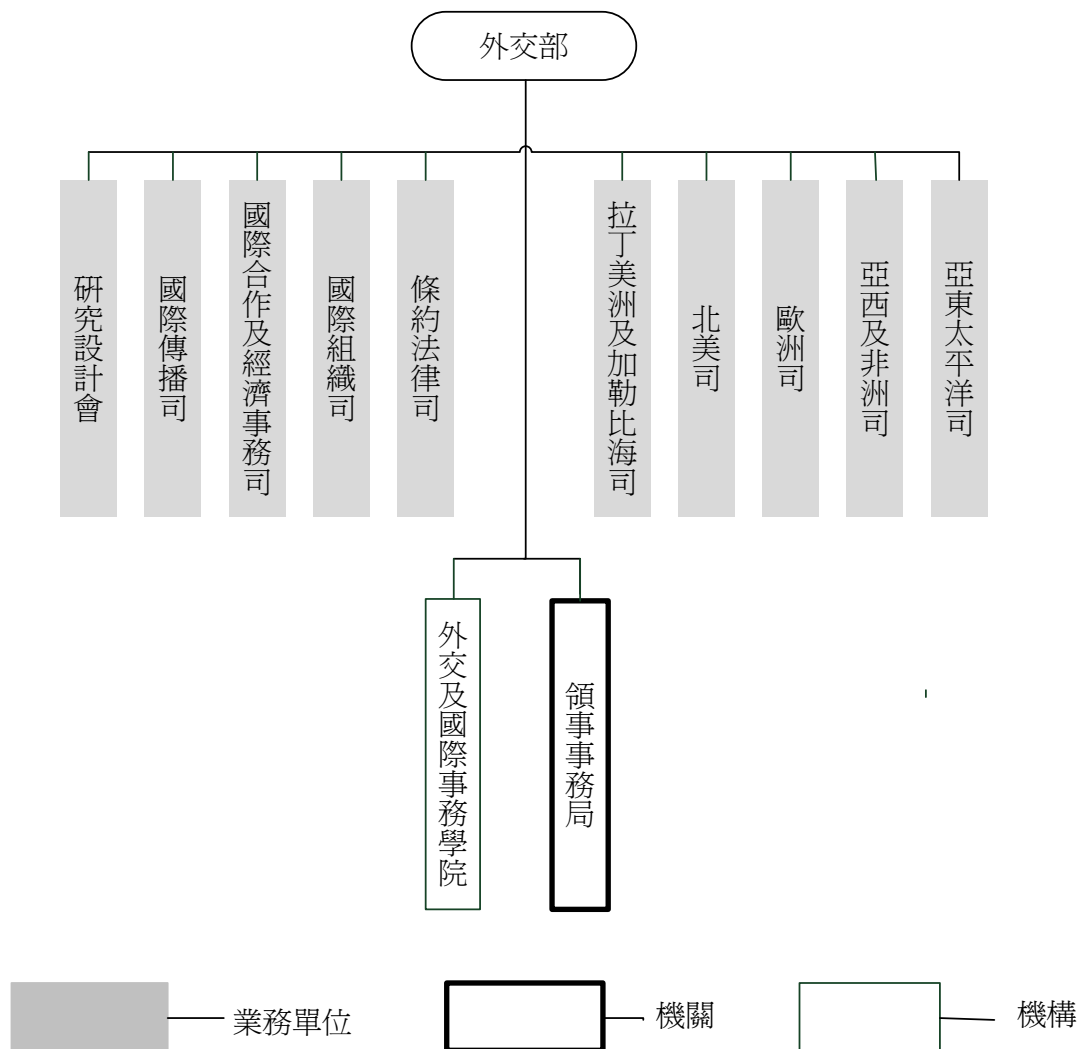 外交部
研究設計會
國際傳播司
國際合作及經濟事務司
國際組織司
條約法律司
拉丁美洲及加勒比海司
北美司
歐洲司
亞西及非洲司
亞東太平洋司
外交及國際事務學院
領事事務局
業務單位
機關
機構